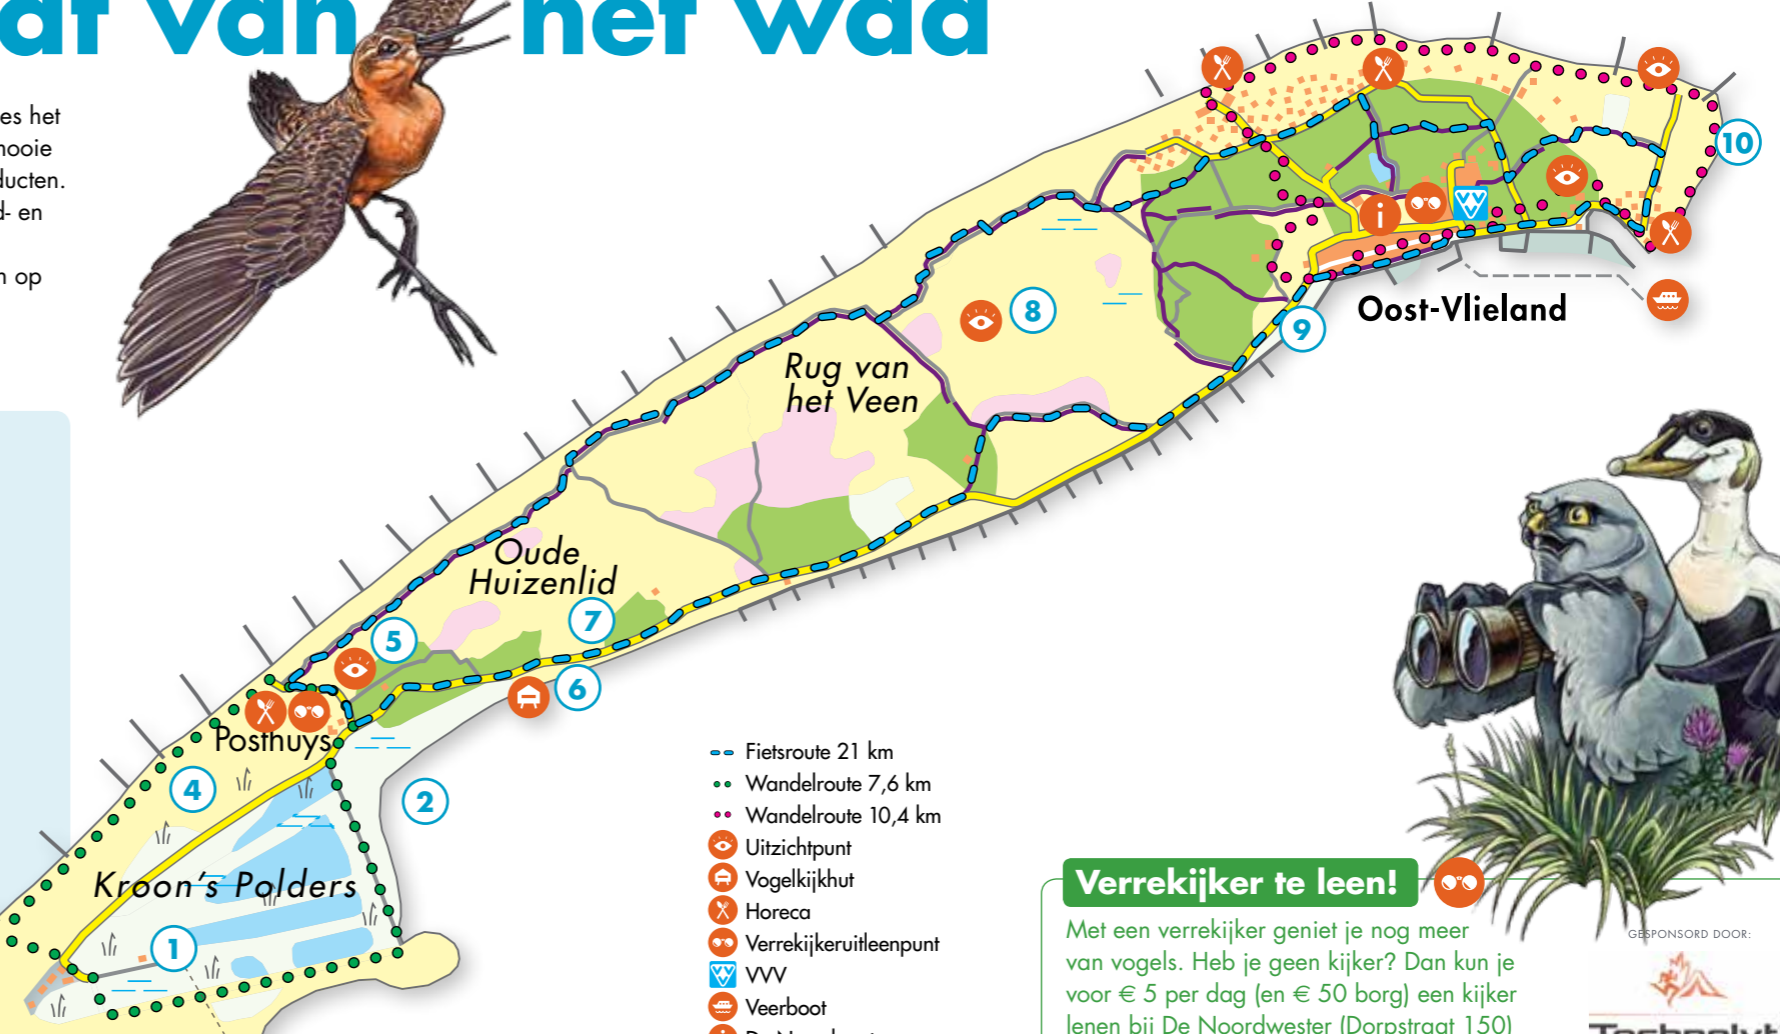 van het wad
es het
mooie
ducten.
d- en
n op
10
Oost-Vlieland
8
9
Rug van
het Veen
Oude
Huizenlid
7
5
6
Posthuys
4
2
Kroon's Polders
1
Fietsroute 21 km
Wandelroute 7,6 km
Wandelroute 10,4 km
Uitzichtpunt
Vogelkijkhut
Horeca
Verrekijkeruitleenpunt
VVV
Veerboot
Verrekijker te leen!
Met een verrekijker geniet je nog meer
van vogels. Heb je geen kijker? Dan kun je
voor € 5 per dag (en € 50 borg) een kijker
lenen bij De Noordwester (Dorpstraat 150)
GESPONSORD DOOR: